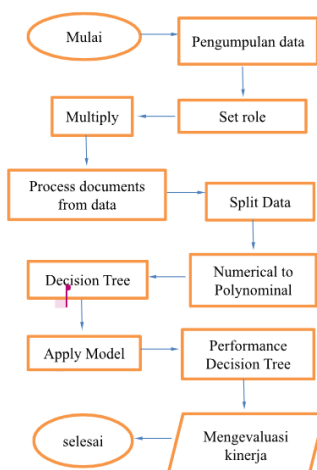 Mulai
Pengumpulan data
Set role
Multiply
Process documents
from data
Split Data
Numerical to
Polynominal
Decision Tree
Apply Model
Performance
Decision Tree
Mengevaluasi
kinerja
selesai